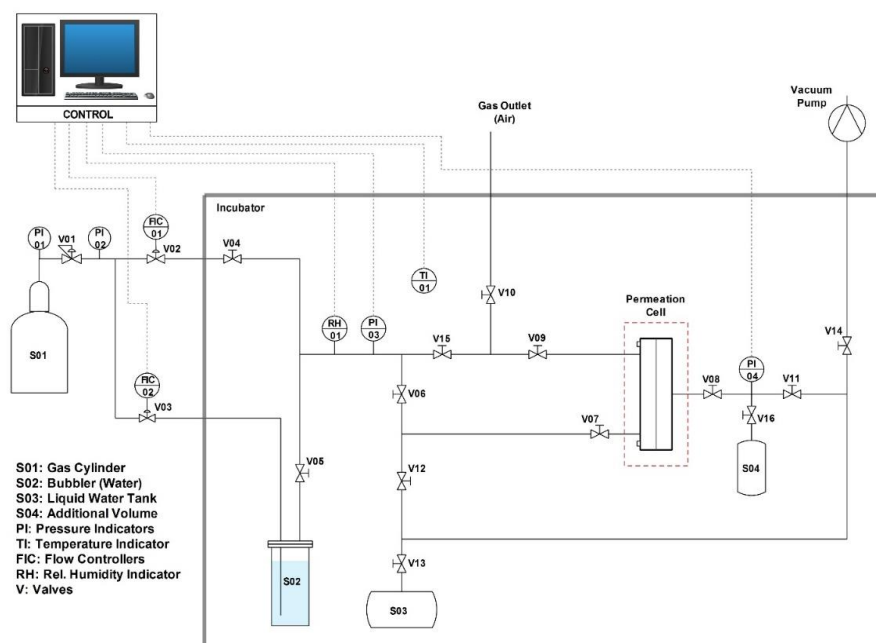 CONTROL
Gas Outlet
(Air)
Vacuum
Pump
Incubator
FIC
01
PI
01
V01
PI
02
V02
V04
TI
01
V10
Permeation
Cell
RH
01
PI
03
V15
V09
V14
S01
FIC
02
V03
V06
V08
PI
04
V11
V07
V16
V05
V12
S04
S01: Gas Cylinder
S02: Bubbler (Water)
S03: Liquid Water Tank
S04: Additional Volume
PI: Pressure Indicators
TI: Temperature Indicator
FIC: Flow Controllers
RH: Rel. Humidity Indicator
V: Valves
V13
S02
S03